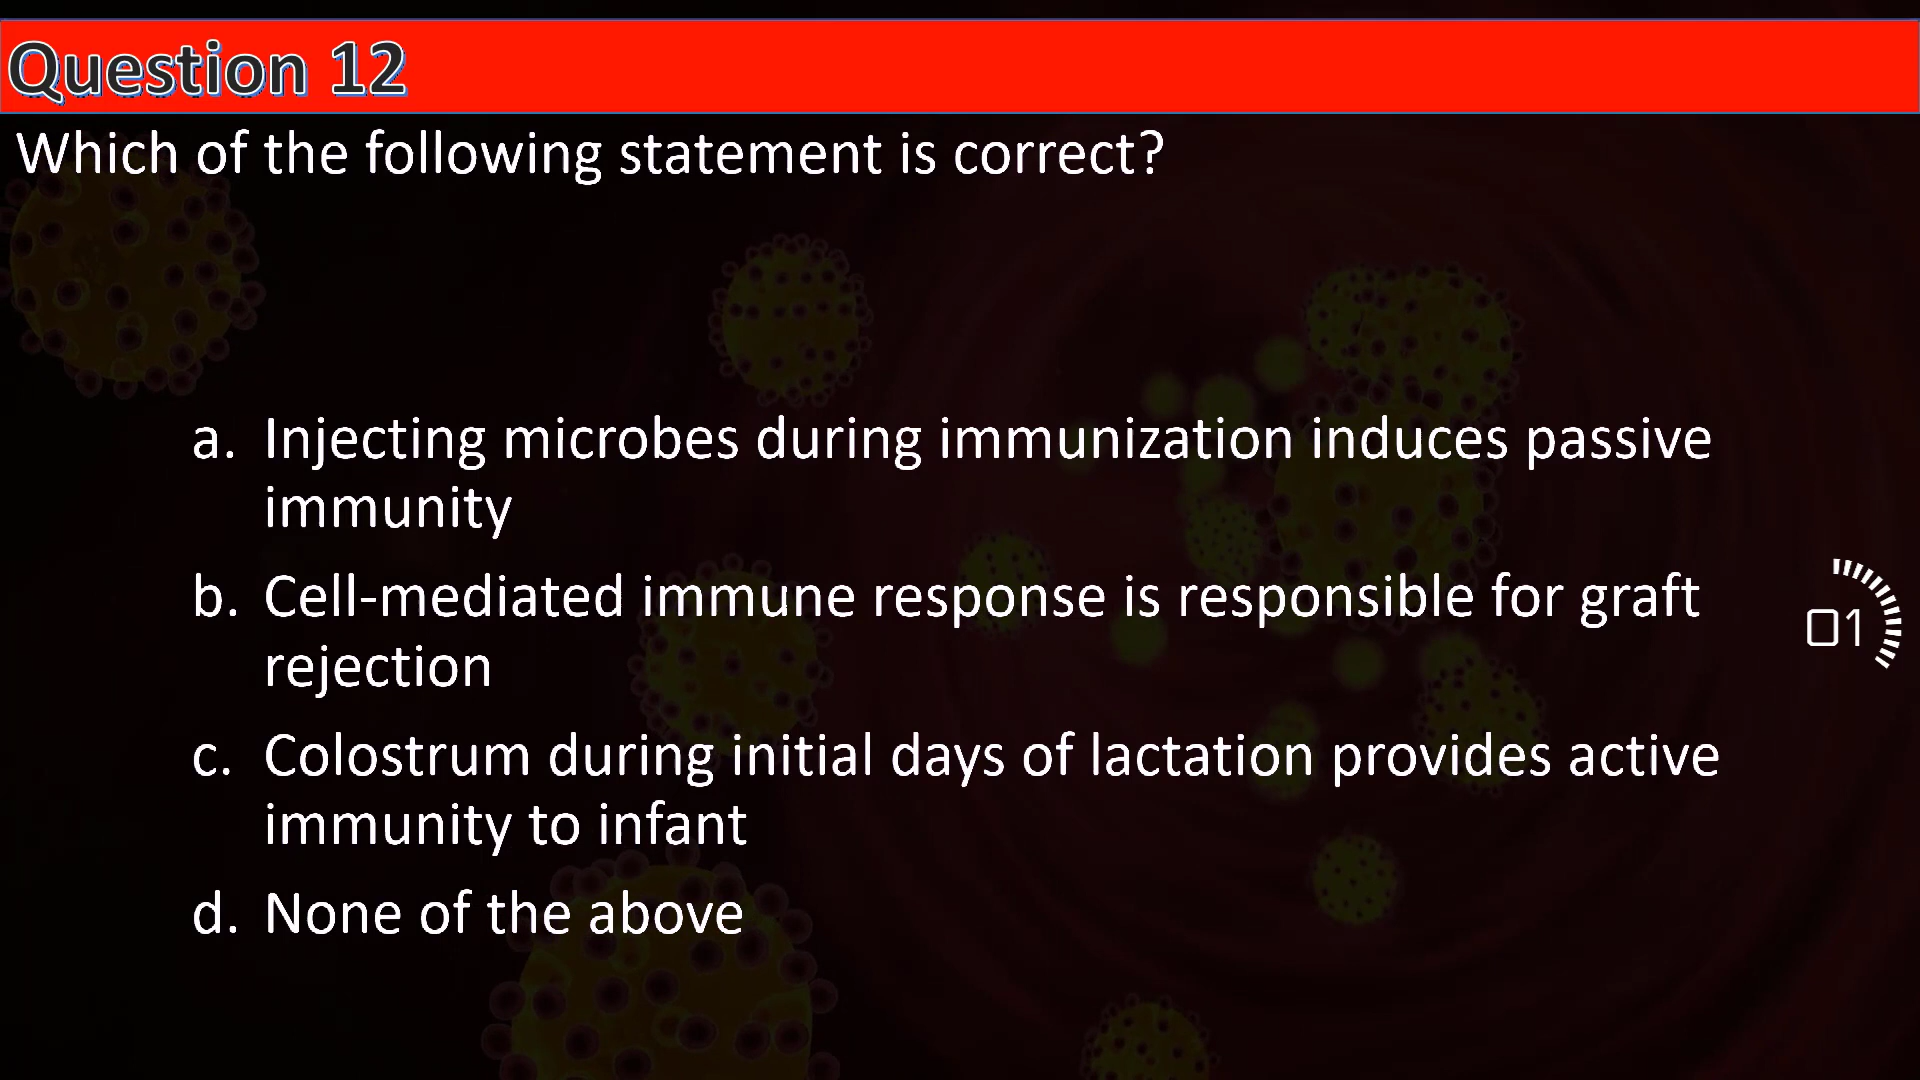 Question 12
Which of the following statement is correct?
a. Injecting microbes during immunization induces passive
immunity
b. Cell-mediated immune response is responsible for graft
rejection
01
c. Colostrum during initial days of lactation provides active
immunity to infant
d. None of the above